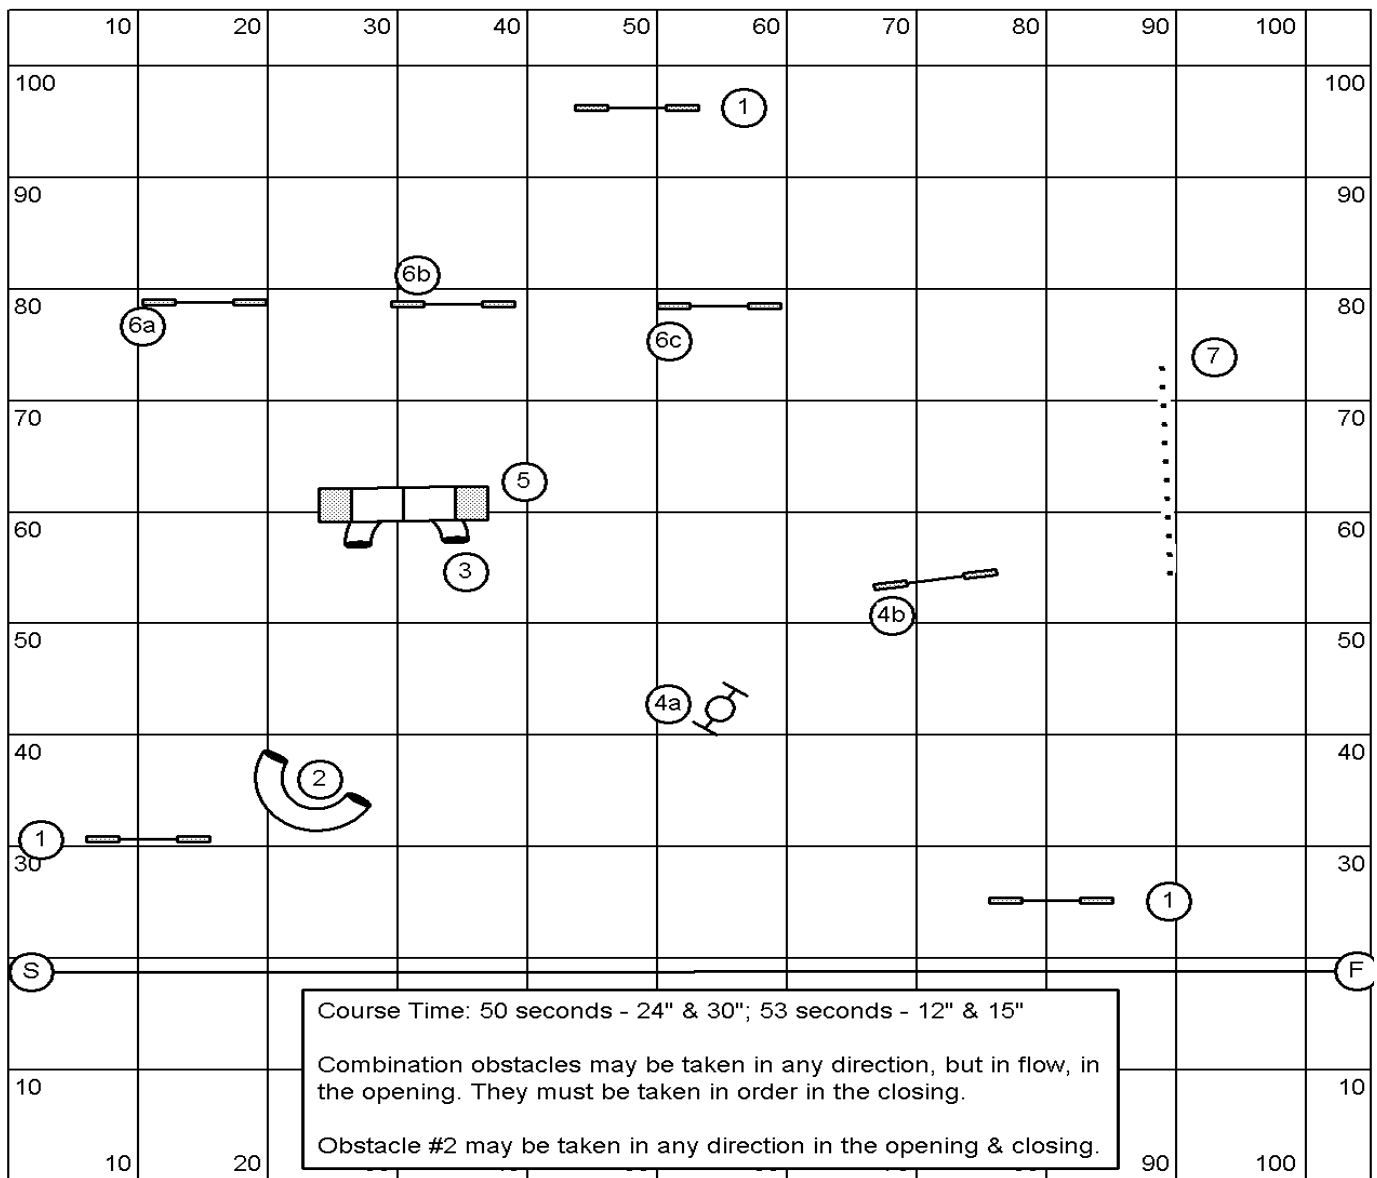 10 20 30 40 50 60 70 80 90 100
100 100
1
90 90
6b
80 80
6a 6c
7
70 70
5
60 60
3
4b
50 50
4a
40 40
2
1
30 30
1
S F
Course Time: 50 seconds - 24" & 30"; 53 seconds - 12" & 15"
Combination obstacles may be taken in any direction, but in flow, in
the opening. They must be taken in order in the closing.
10 10
Obstacle #2 may be taken in any direction in the opening & closing.
10 20 90 100